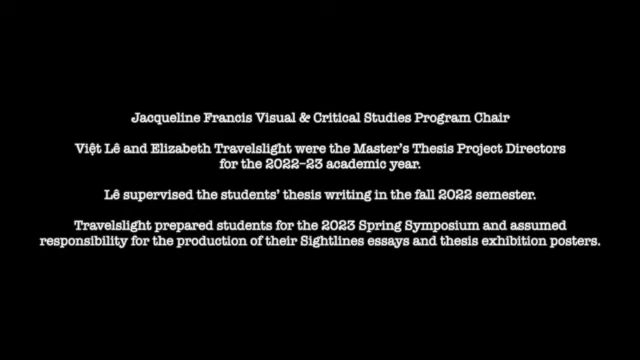 Jacqueline Francis Visual & Critical Studies Program Chair
Việt Lê and Elizabeth Travelslight were the Master's Thesis Project Directors
for the 2022–23 academic year.
Lê supervised the students' thesis writing in the fall 2022 semester.
Travelslight prepared students for the 2023 Spring Symposium and assumed
responsibility for the production of their Sightlines essays and thesis exhibition posters.